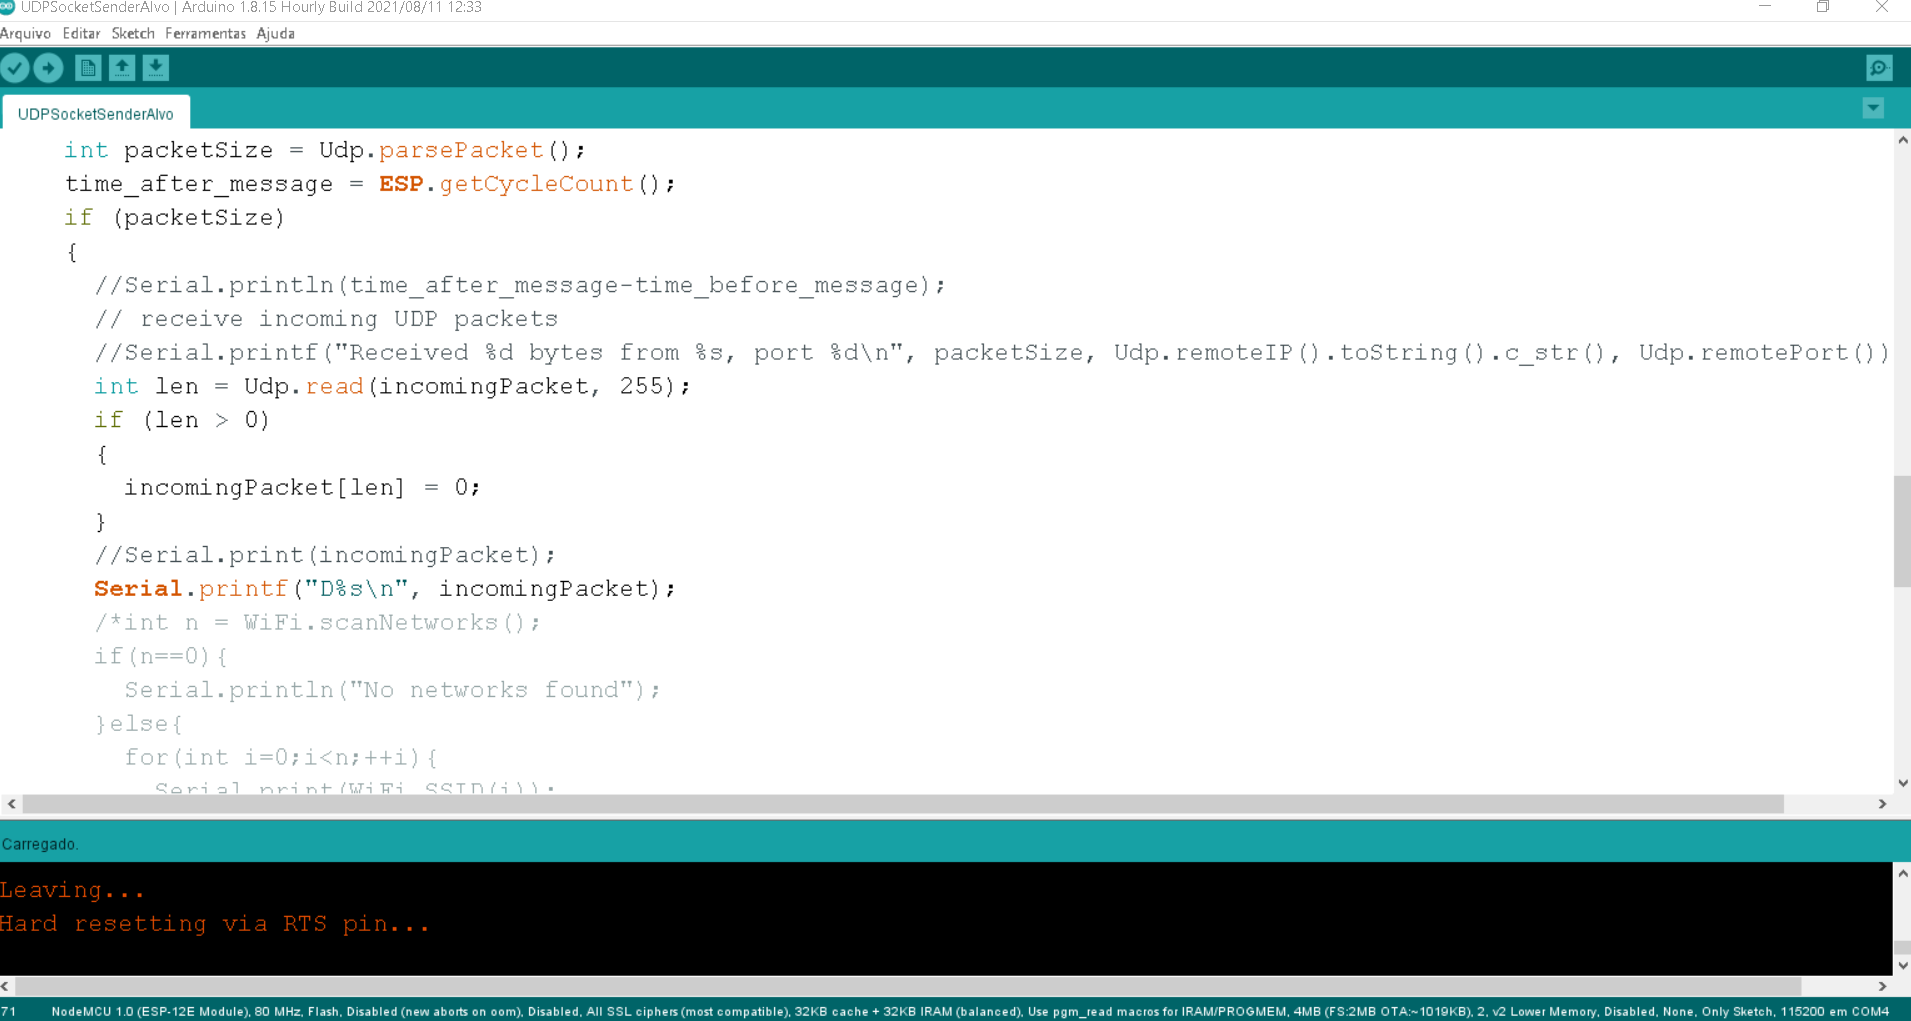 UDPSocketSenderAlvo | Arduino 1.8.15 Hourly Build 2021/08/11 12:33
Arquivo Editar Sketch Ferramentas Ajuda
UDPSocketSenderAlvo
int packetSize = Udp.parsePacket();
time_after_message = ESP.getCycleCount();
if (packetSize)
{
//Serial.println(time_after_message-time_before_message);
// receive incoming UDP packets
//Serial.printf("Received %d bytes from %s, port %d\n", packetSize, Udp.remoteIP().toString().c_str(), Udp.remotePort())
int len = Udp.read(incomingPacket, 255);
if (len > 0)
{
incomingPacket[len] = 0;
}
//Serial.print(incomingPacket);
Serial.printf("D%s\n", incomingPacket);
/*int n = WiFi.scanNetworks();
if(n==0){
Serial.println("No networks found");
}else{
for(int i=0;i<n;++i){
Serial.print(WiFi.SSID(i));
Carregado.
Leaving...
Hard resetting via RTS pin...
71 NodeMCU 1.0 (ESP-12E Module), 80 MHz, Flash, Disabled (new aborts on oom), Disabled, All SSL ciphers (most compatible), 32KB cache + 32KB IRAM (balanced), Use pgm_read macros for IRAM/PROGMEM, 4MB (FS:2MB OTA:~1019KB), 2, v2 Lower Memory, Disabled, None, Only Sketch, 115200 em COM4